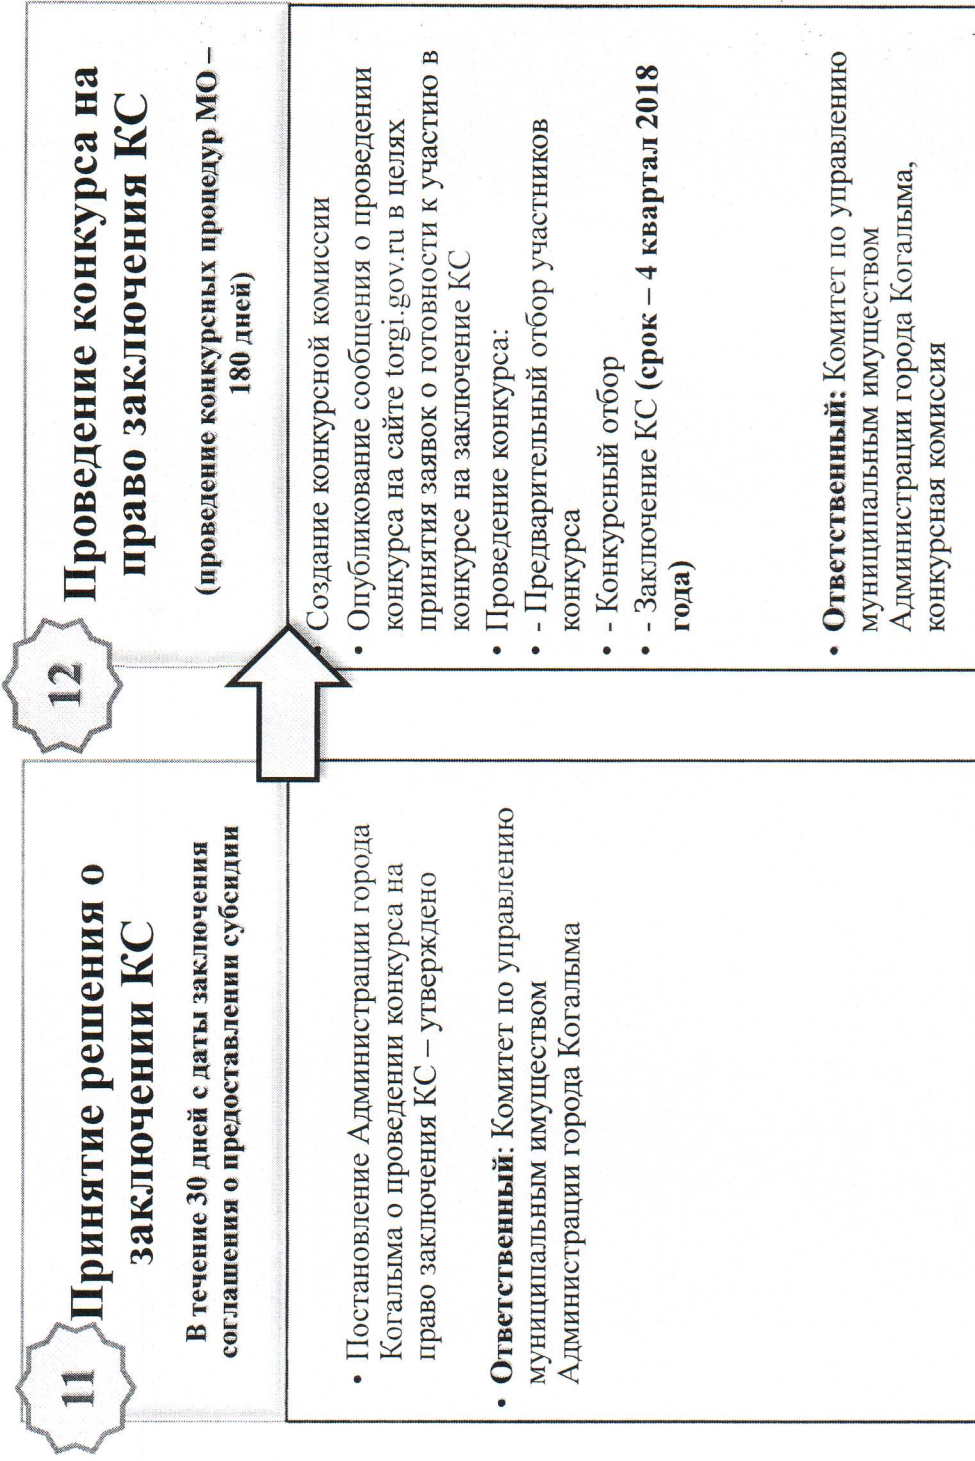 11
Принятие решения о
заключении КС
В течение 30 дней с даты заключения
соглашения о предоставлении субсидии
• Постановление Администрации города
Когалыма о проведении конкурса на
право заключения КС – утверждено
• Ответственный: Комитет по управлению
муниципальным имуществом
Администрации города Когалыма
12
Проведение конкурса на
право заключения КС
(проведение конкурсных процедур МО –
180 дней)
• Создание конкурсной комиссии
• Опубликование сообщения о проведении
конкурса на сайте torgi.gov.ru в целях
принятия заявок о готовности к участию в
конкурсе на заключение КС
• Проведение конкурса:
• - Предварительный отбор участников
конкурса
• - Конкурсный отбор
• - Заключение КС (срок – 4 квартал 2018
года)
• Ответственный: Комитет по управлению
муниципальным имуществом
Администрации города Когалыма,
конкурсная комиссия